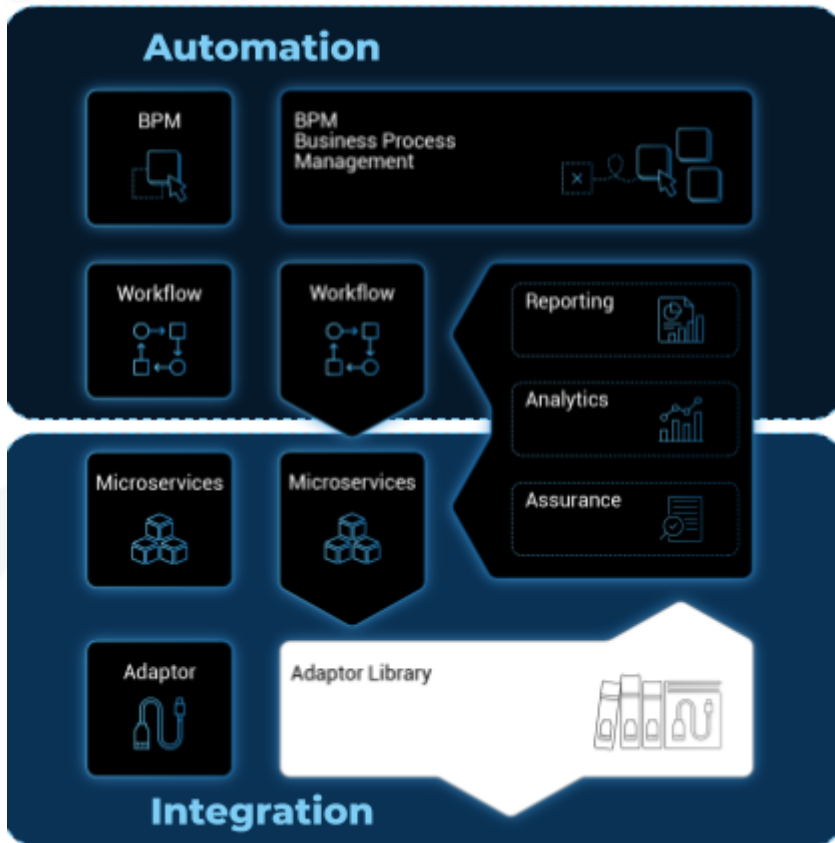 Automation
BPM
BPM
Business Process
Management
Workflow
Workflow
Reporting
Analytics
Microservices
Microservices
Assurance
Adaptor
Adaptor Library
Integration